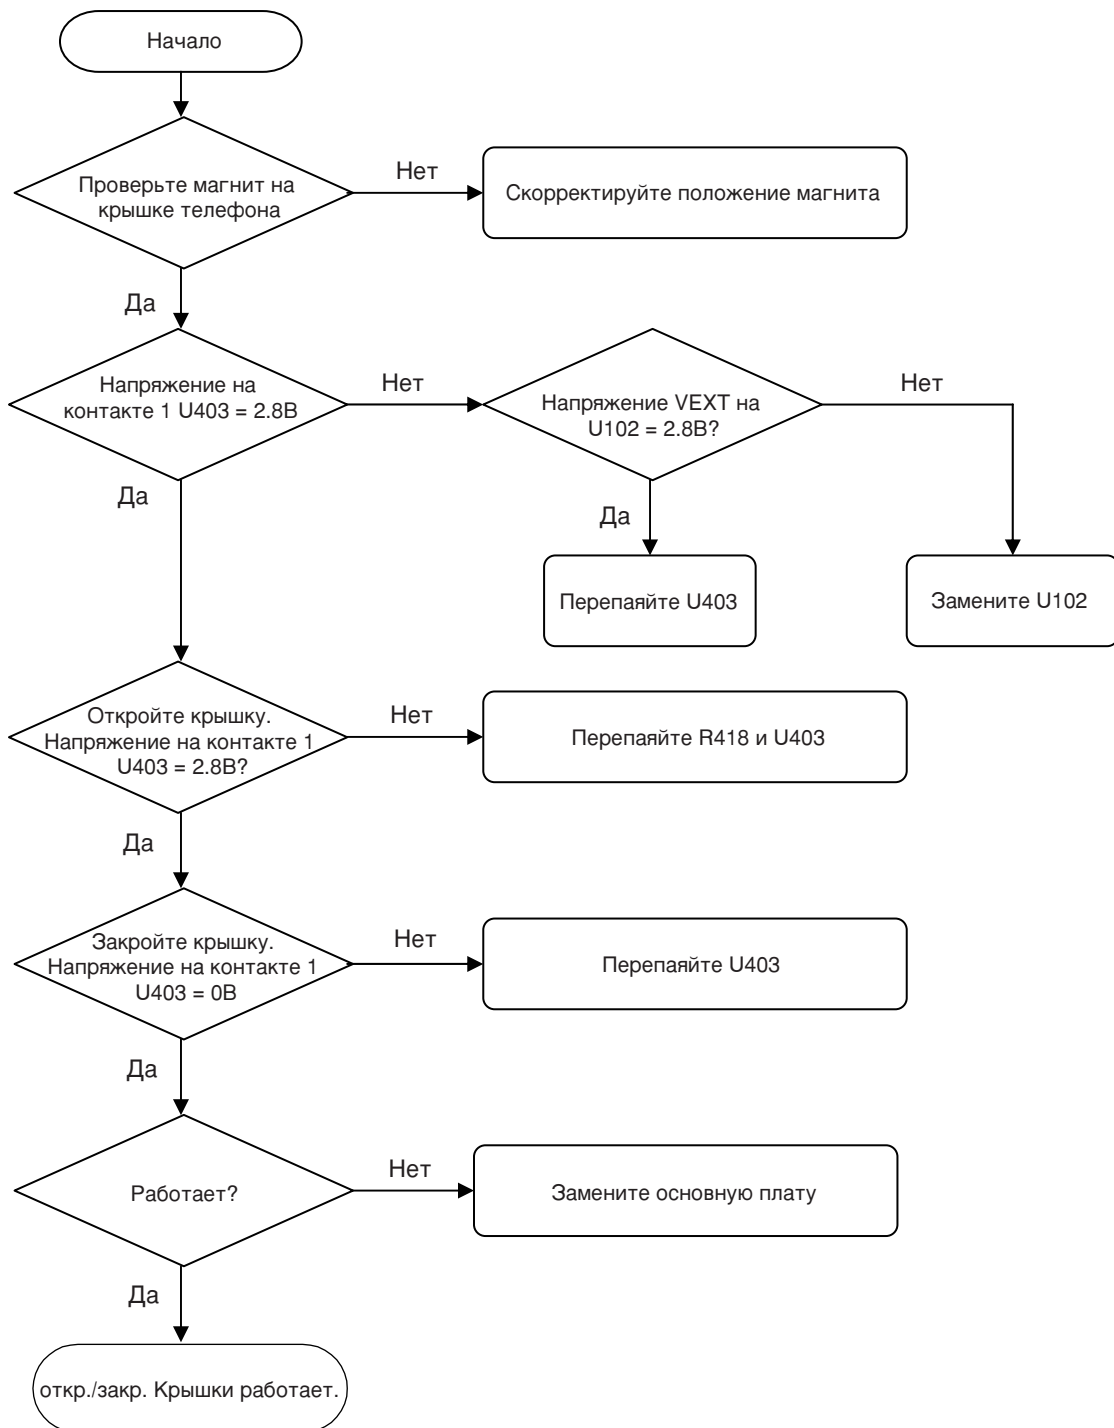 Начало
Проверьте магнит на
крышке телефона
Нет
Скорректируйте положение магнита
Да
Напряжение на
контакте 1 U403 = 2.8В
Нет
Напряжение VEXT на
U102 = 2.8В?
Нет
Да
Да
Перепаяйте U403
Замените U102
Откройте крышку.
Напряжение на контакте 1
U403 = 2.8В?
Нет
Перепаяйте R418 и U403
Да
Закройте крышку.
Напряжение на контакте 1
U403 = 0В
Нет
Перепаяйте U403
Да
Работает?
Нет
Замените основную плату
Да
откр./закр. Крышки работает.